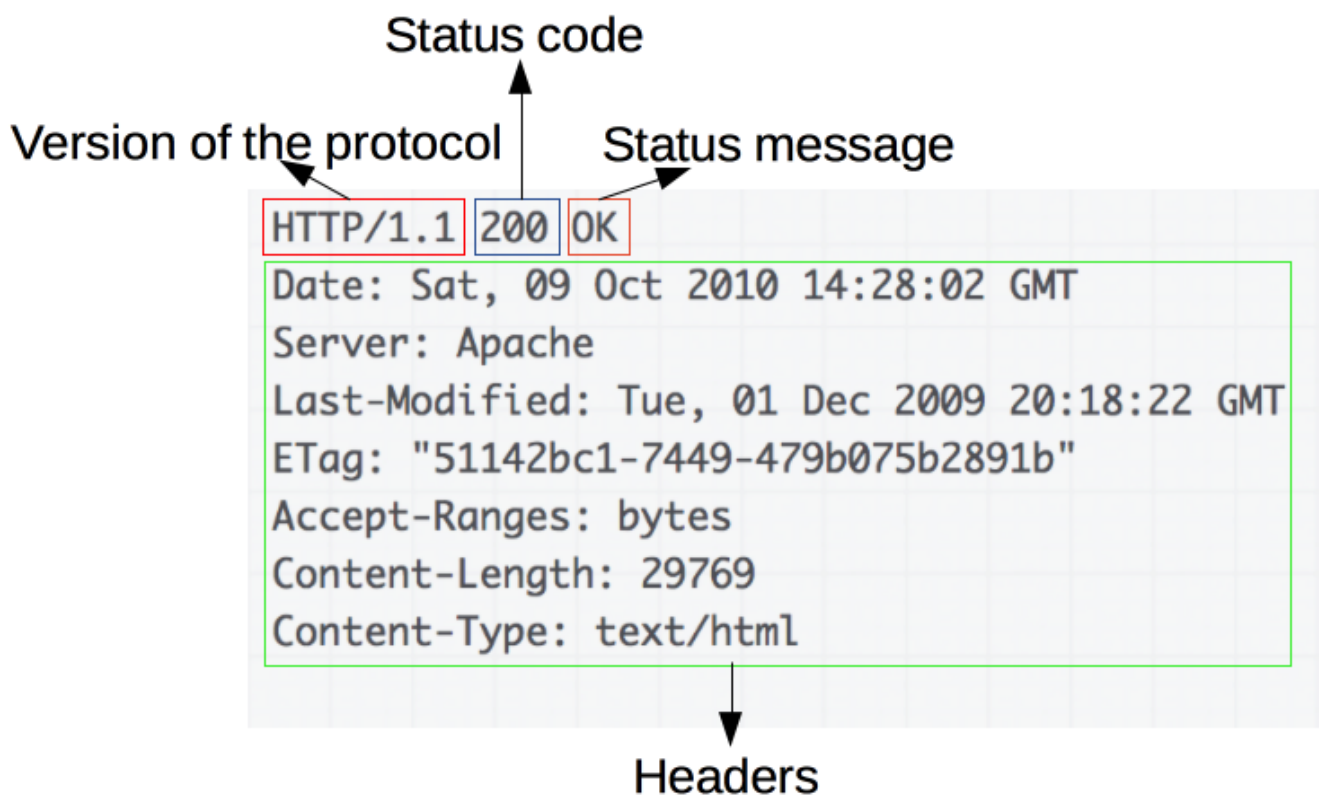 Status code
Version of the protocol
Status message
HTTP/1.1 200 OK
Date: Sat, 09 Oct 2010 14:28:02 GMT
Server: Apache
Last-Modified: Tue, 01 Dec 2009 20:18:22 GMT
ETag: "51142bc1-7449-479b075b2891b"
Accept-Ranges: bytes
Content-Length: 29769
Content-Type: text/html
Headers